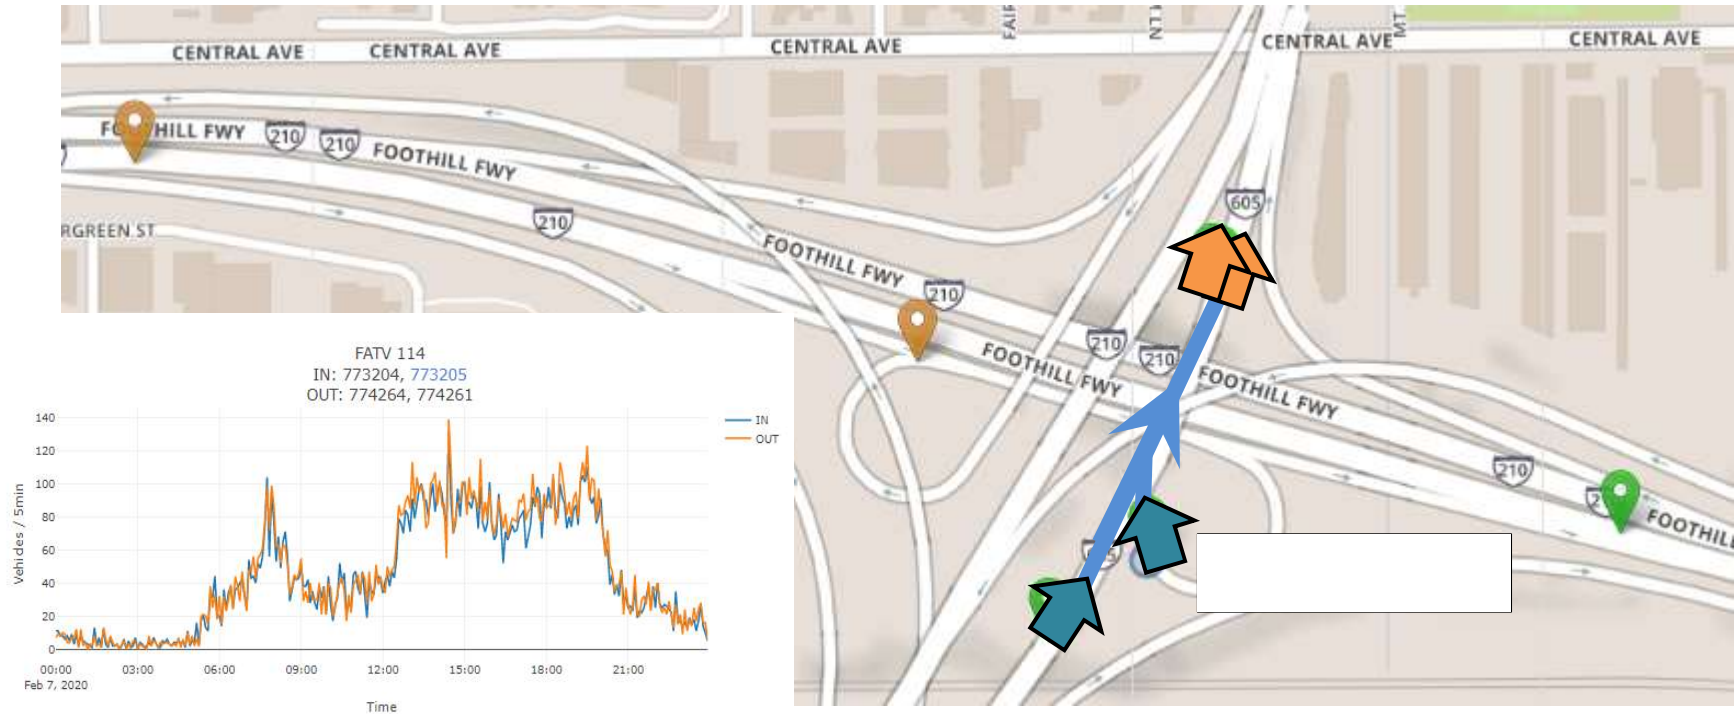 CENTRAL AVE
CENTRAL AVE
CENTRAL AVE
CENTRAL AVE
CENTRAL AVE
MT
HILL FWY
210
210
FOOTHILL FWY
210
605
RGREEN ST
FOOTHILL FWY
210
210
210
FOOTHILL FWY
FOOTHILL FWY
210
FOOTHILL
FATV 114
IN: 773204, 773205
OUT: 774264, 774261
Vehicles / 5min
140
120
100
80
60
40
20
0
IN
OUT
00:00
03:00
06:00
09:00
12:00
15:00
18:00
21:00
Feb 7, 2020
Time